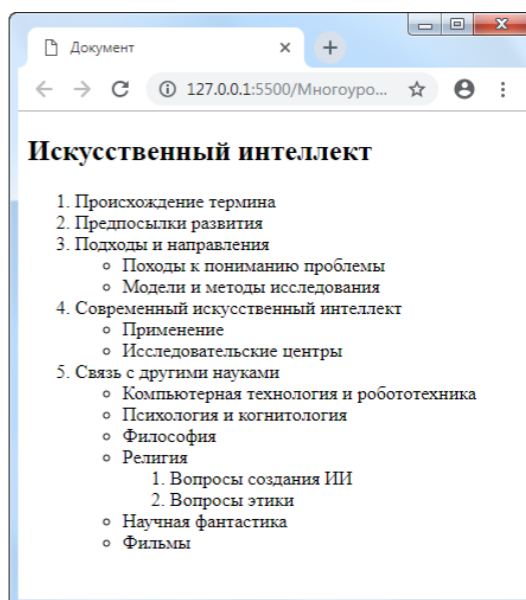 Документ
127.0.0.1:5500/Многоуро...
Искусственный интеллект
1. Происхождение термина
2. Предпосылки развития
3. Подходы и направления
Походы к пониманию проблемы
Модели и методы исследования
4. Современный искусственный интеллект
Применение
Исследовательские центры
5. Связь с другими науками
Компьютерная технология и робототехника
Психология и когнитология
Философия
Религия
1. Вопросы создания ИИ
2. Вопросы этики
Научная фантастика
Фильмы